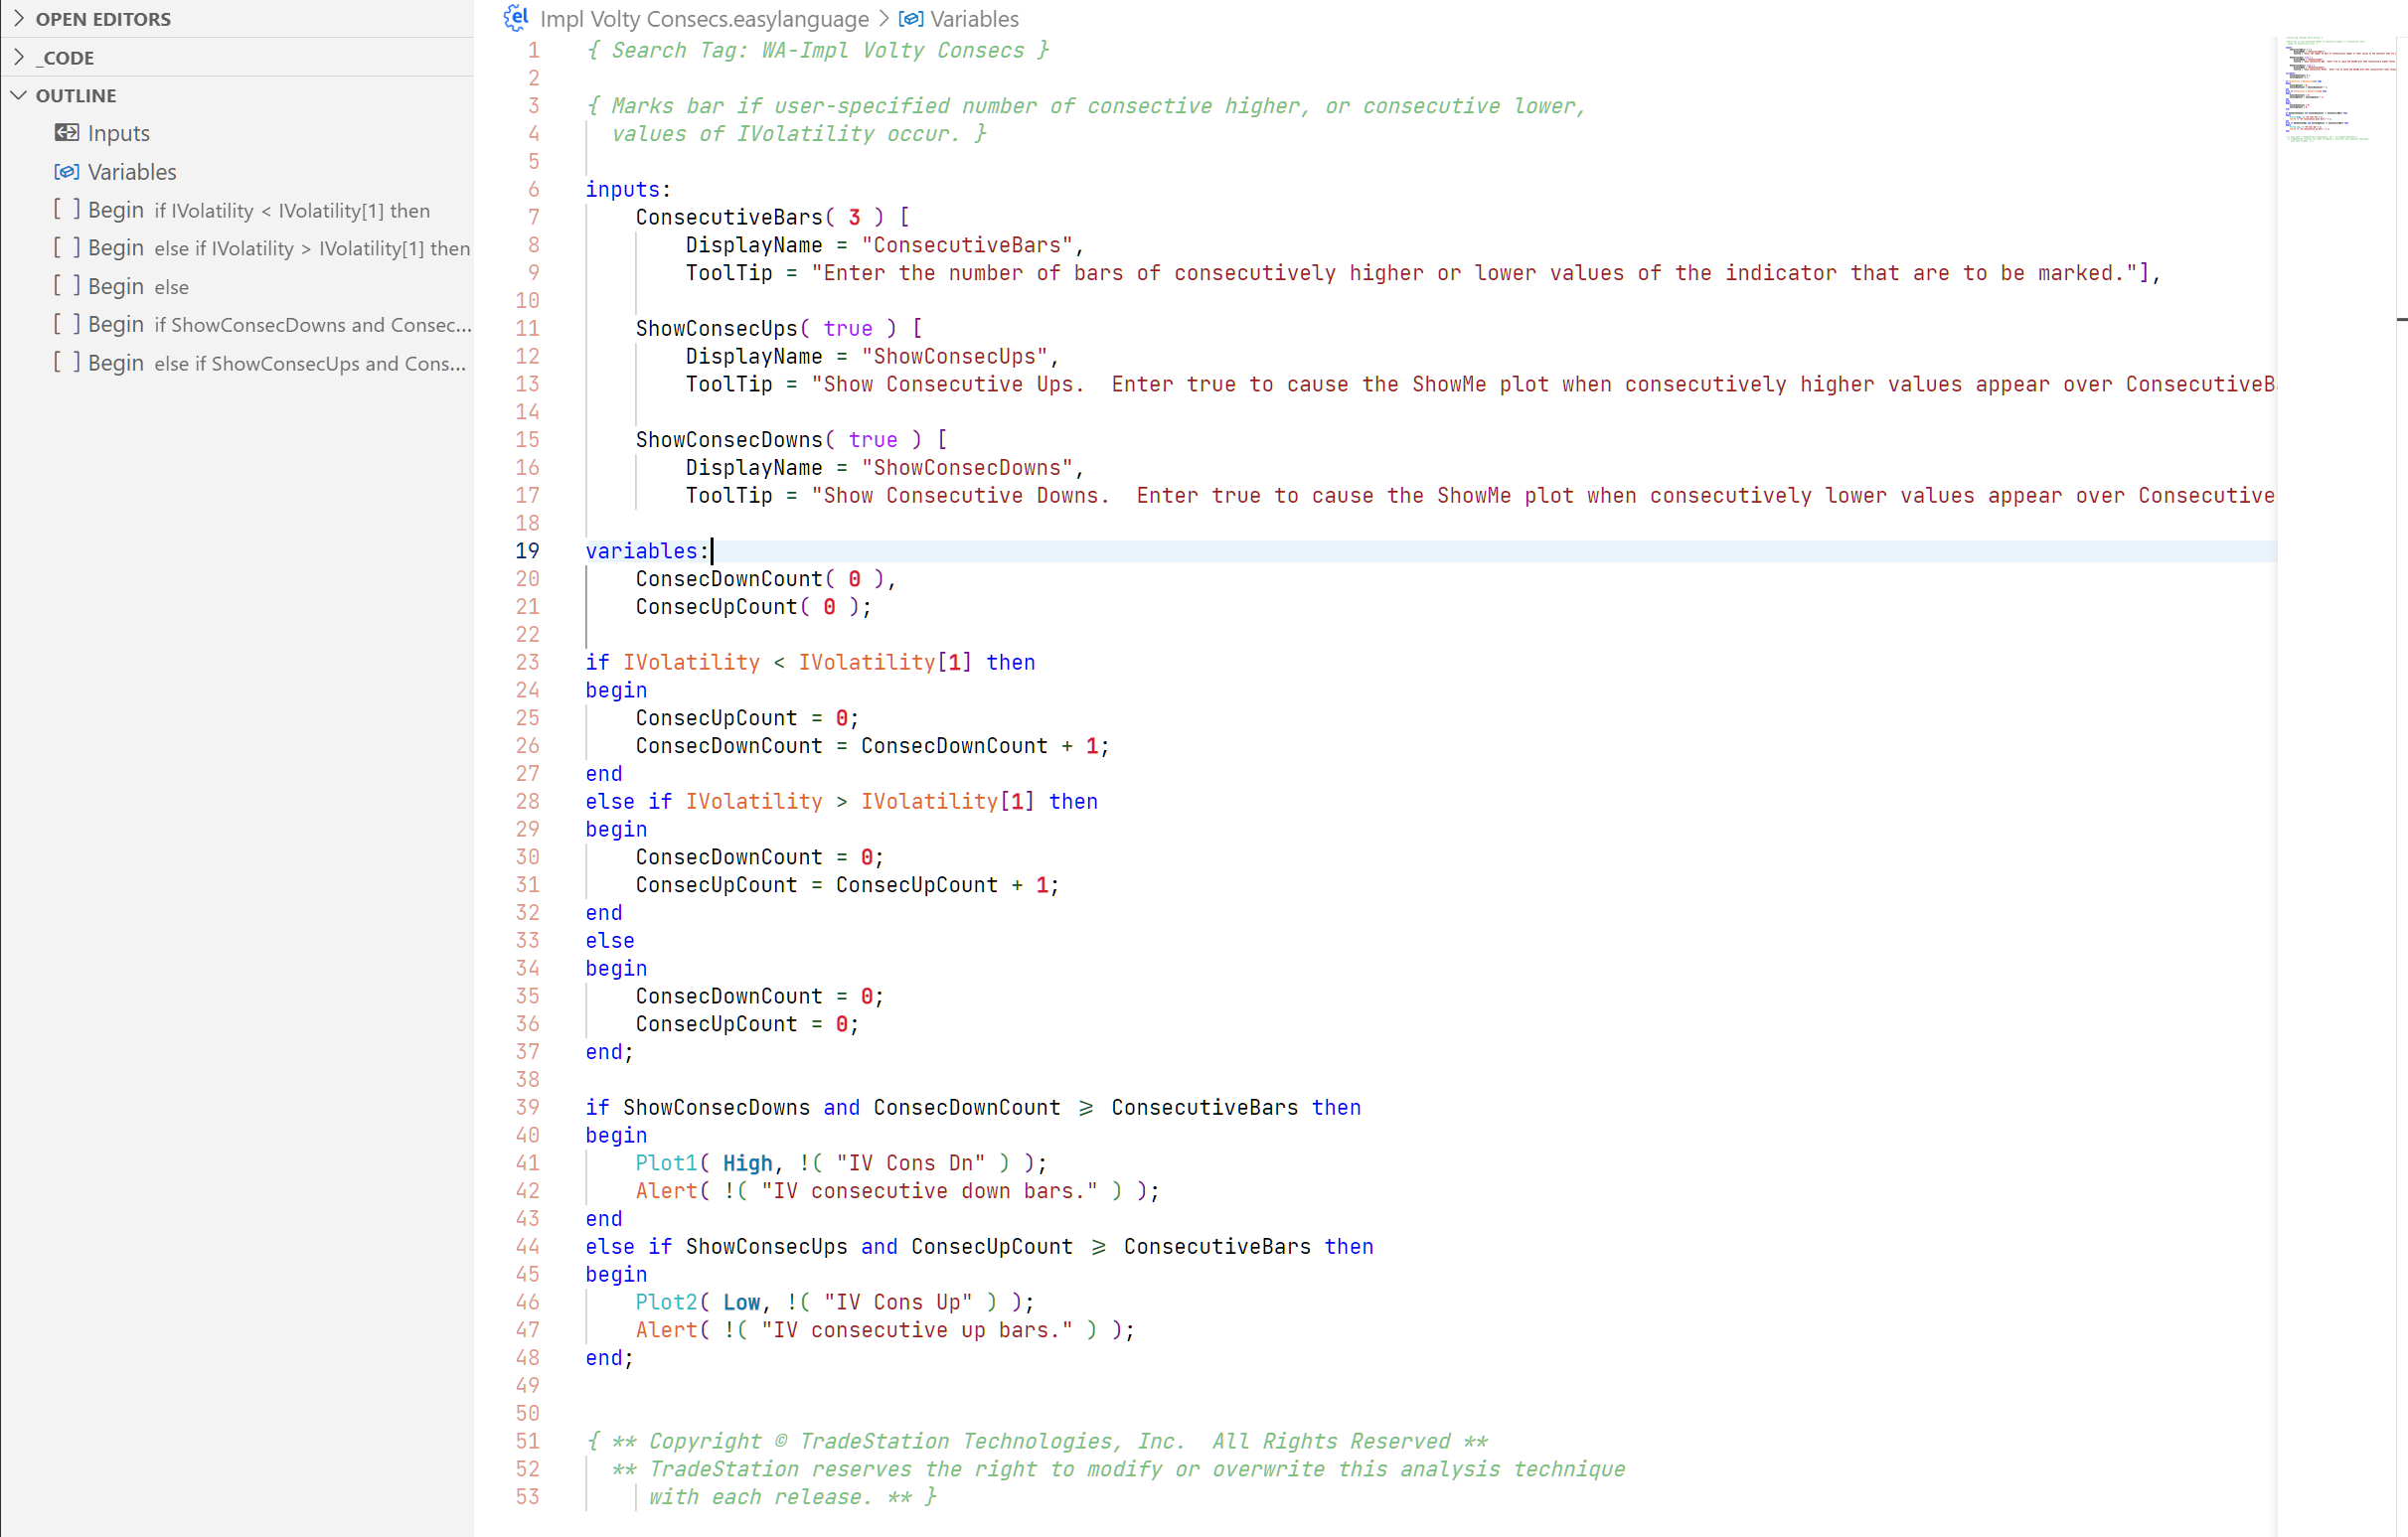 OPEN EDITORS
_CODE
OUTLINE
Inputs
Variables
Begin if IVolatility < IVolatility[1] then
Begin else if IVolatility > IVolatility[1] then
Begin else
Begin if ShowConsecDowns and Consec...
Begin else if ShowConsecUps and Cons...
el Impl Volty Consecs.easylanguage > Variables
1 { Search Tag: WA-Impl Volty Consecs }
2
3 { Marks bar if user-specified number of consective higher, or consecutive lower,
4 values of IVolatility occur. }
5
6 inputs:
7 ConsecutiveBars( 3 ) [
8 DisplayName = "ConsecutiveBars",
9 ToolTip = "Enter the number of bars of consecutively higher or lower values of the indicator that are to be marked."],
10
11 ShowConsecUps( true ) [
12 DisplayName = "ShowConsecUps",
13 ToolTip = "Show Consecutive Ups.  Enter true to cause the ShowMe plot when consecutively higher values appear over ConsecutiveB
14
15 ShowConsecDowns( true ) [
16 DisplayName = "ShowConsecDowns",
17 ToolTip = "Show Consecutive Downs.  Enter true to cause the ShowMe plot when consecutively lower values appear over Consecutive
18
19 variables:
20 ConsecDownCount( 0 ),
21 ConsecUpCount( 0 );
22
23 if IVolatility < IVolatility[1] then
24 begin
25 ConsecUpCount = 0;
26 ConsecDownCount = ConsecDownCount + 1;
27 end
28 else if IVolatility > IVolatility[1] then
29 begin
30 ConsecDownCount = 0;
31 ConsecUpCount = ConsecUpCount + 1;
32 end
33 else
34 begin
35 ConsecDownCount = 0;
36 ConsecUpCount = 0;
37 end;
38
39 if ShowConsecDowns and ConsecDownCount ⩾ ConsecutiveBars then
40 begin
41 Plot1( High, !( "IV Cons Dn" ) );
42 Alert( !( "IV consecutive down bars." ) );
43 end
44 else if ShowConsecUps and ConsecUpCount ⩾ ConsecutiveBars then
45 begin
46 Plot2( Low, !( "IV Cons Up" ) );
47 Alert( !( "IV consecutive up bars." ) );
48 end;
49
50
51 { ** Copyright © TradeStation Technologies, Inc.  All Rights Reserved **
52 ** TradeStation reserves the right to modify or overwrite this analysis technique
53 with each release. ** }